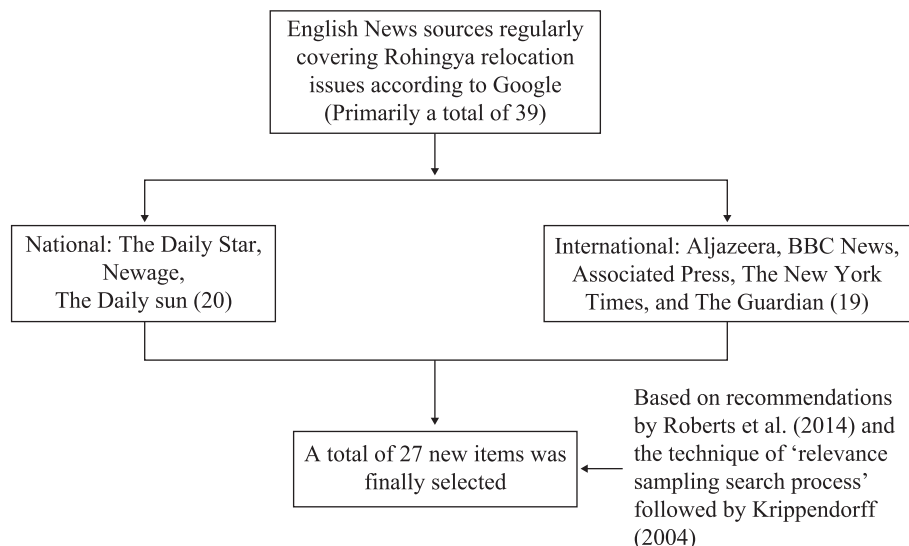 English News sources regularly
covering Rohingya relocation
issues according to Google
(Primarily a total of 39)
National: The Daily Star,
Newage,
The Daily sun (20)
International: Aljazeera, BBC News,
Associated Press, The New York
Times, and The Guardian (19)
A total of 27 new items was
finally selected
Based on recommendations
by Roberts et al. (2014) and
the technique of ‘relevance
sampling search process’
followed by Krippendorff
(2004)